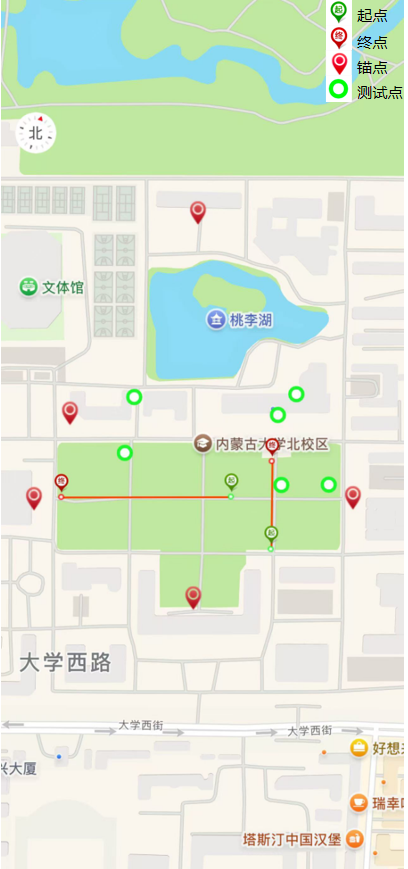 起 起点
终 终点
锚点
测试点
北
文体馆
桃李湖
内蒙古大学北校区
终
终
起
起
大学西路
大学西街
大学西街
好想
兴大厦
瑞幸
塔斯汀中国汉堡